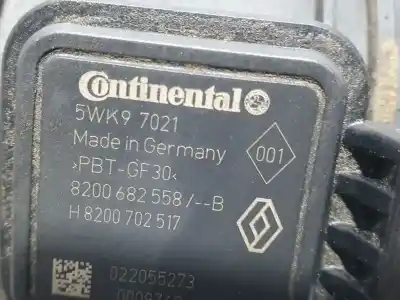 Continental
5WK9 7021
Made in Germany
001
>PBT-GF30<
8200 682 558 /--B
H 8200 702 517
022055273